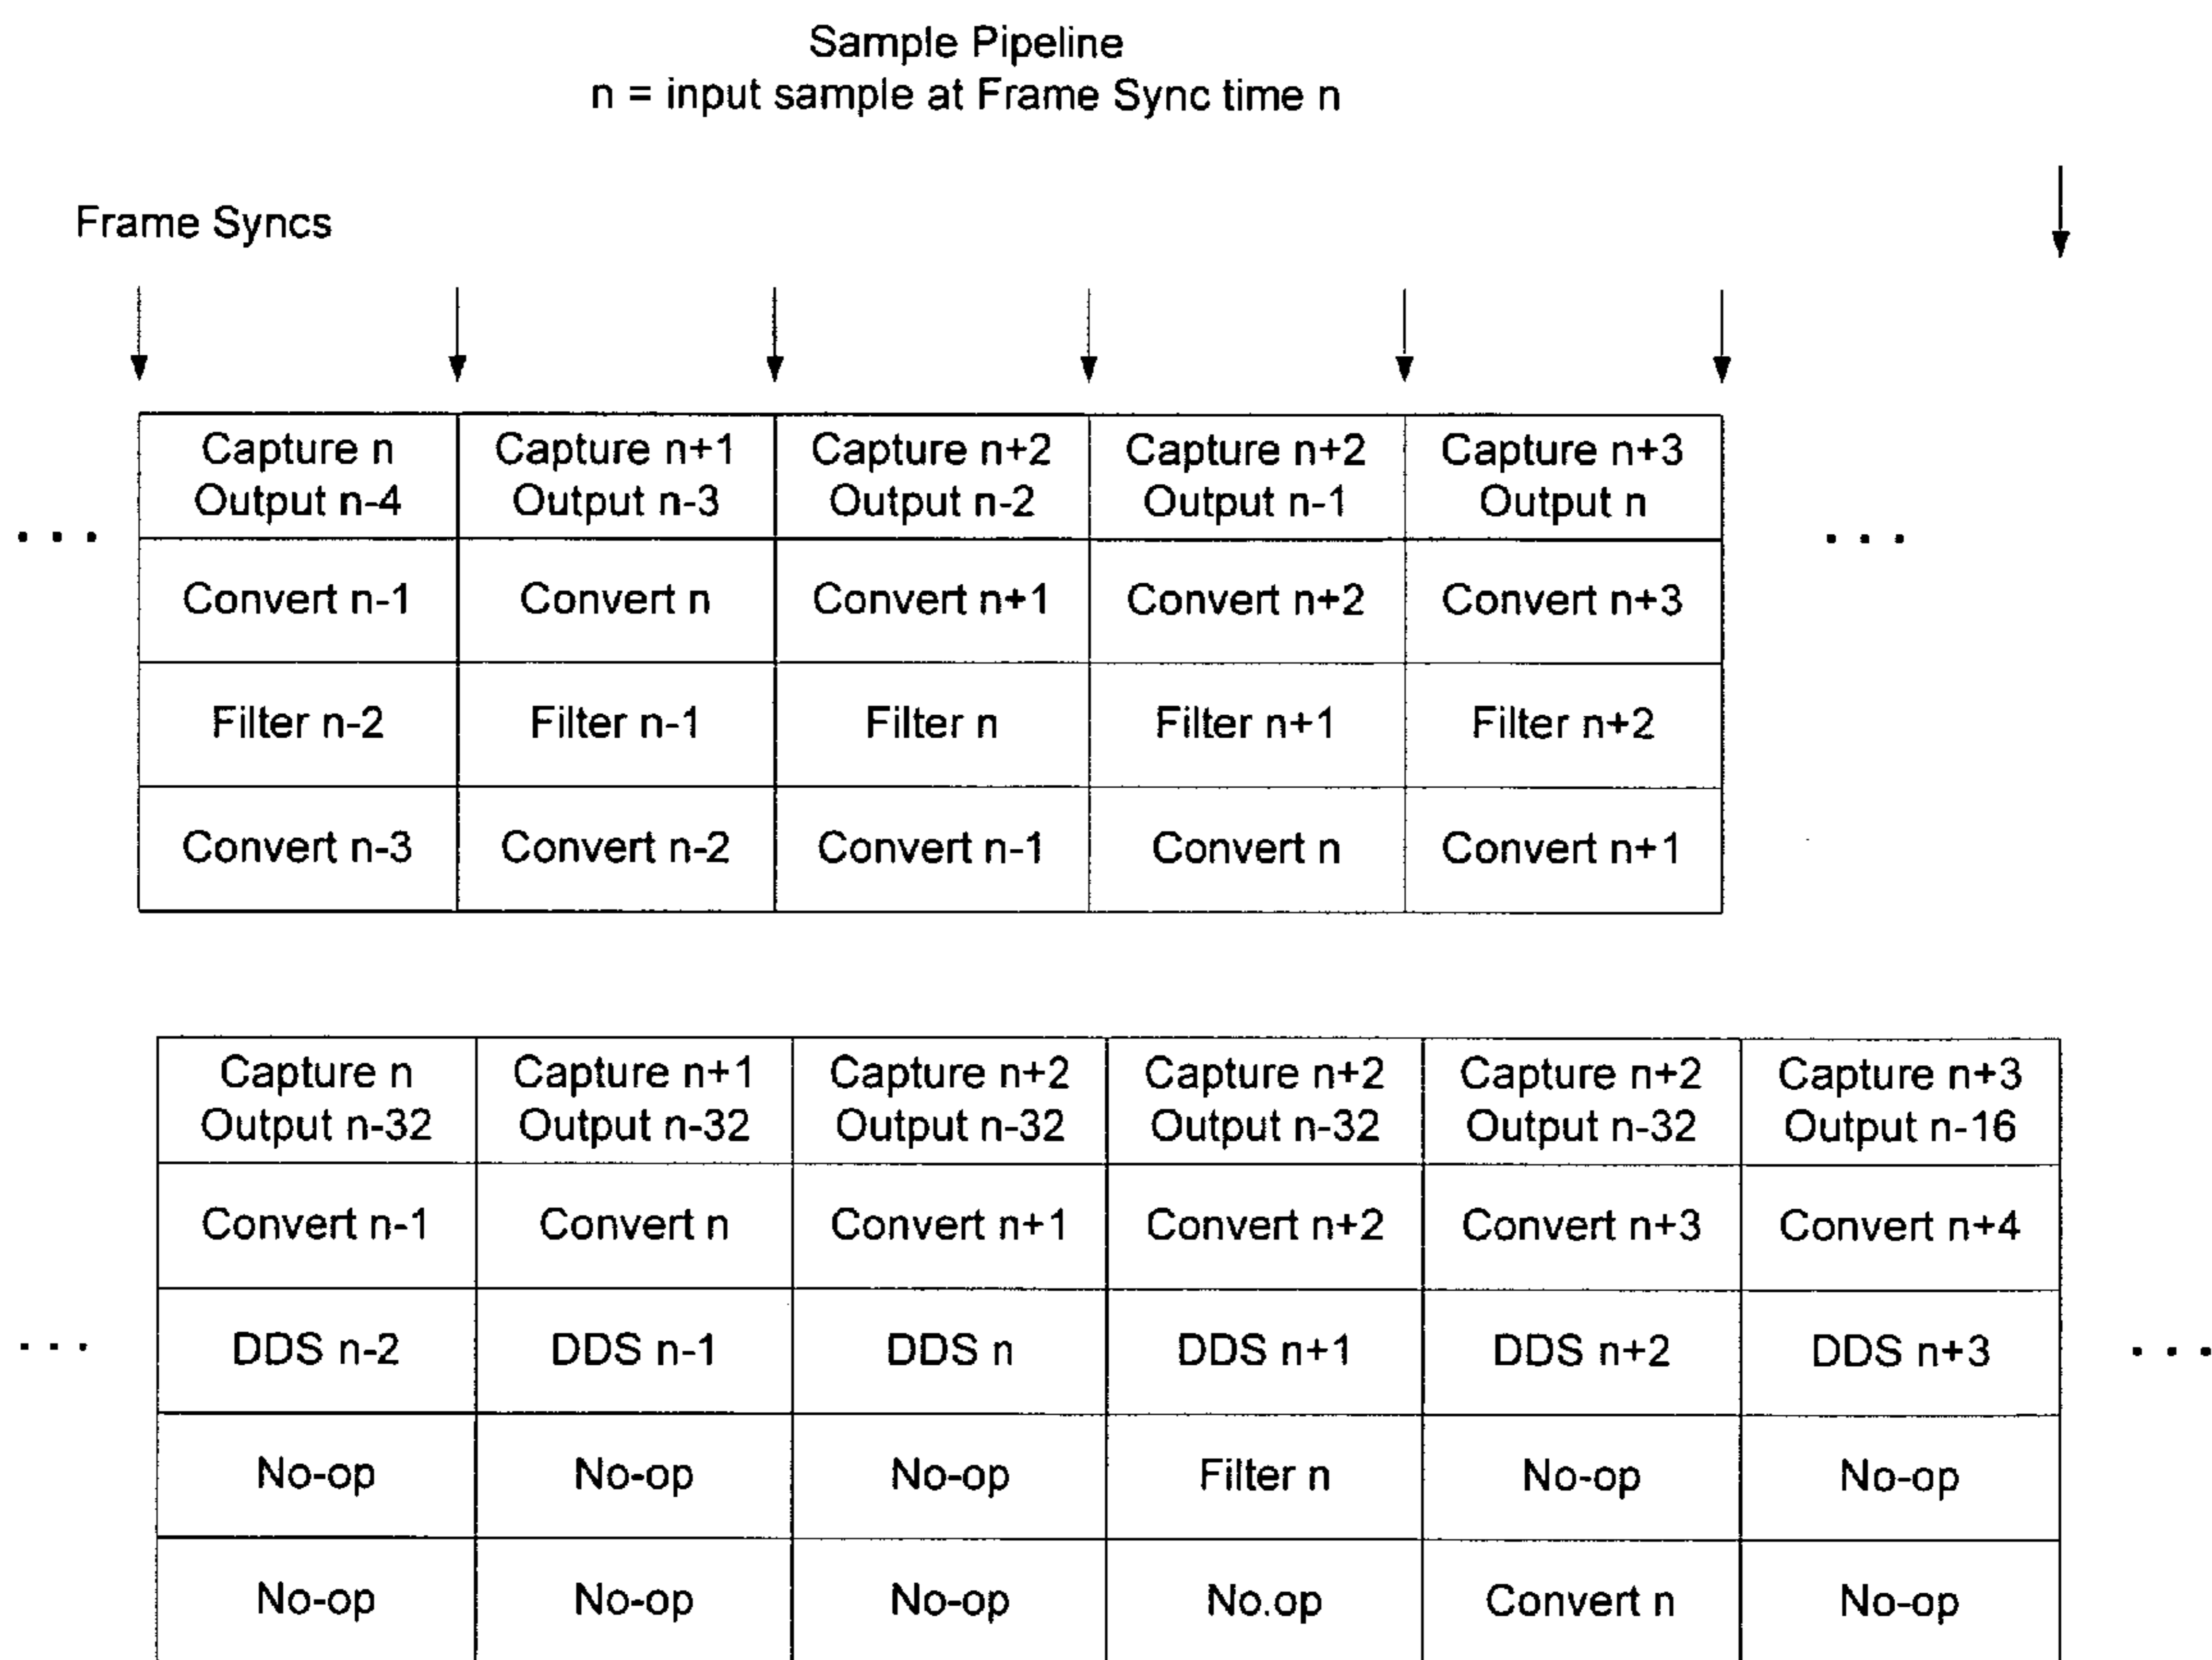 Sample Pipeline
n = input sample at Frame Sync time n
Frame Syncs
Capture n Capture n+1 Capture n+2 Capture n+2 Capture n+3
Output n-4 Output n-3 Output n-2 Output n-1 Output n
. . . . . .
Convert n-1 Convert n Convert n+1 Convert n+2 Convert n+3
Filter n-2 Filter n-1 Filter n Filter n+1 Filter n+2
Convert n-3 Convert n-2 Convert n-1 Convert n Convert n+1
Capture n Capture n+1 Capture n+2 Capture n+2 Capture n+2 Capture n+3
Output n-32 Output n-32 Output n-32 Output n-32 Output n-32 Output n-16
Convert n-1 Convert n Convert n+1 Convert n+2 Convert n+3 Convert n+4
. . . DDS n-2 DDS n-1 DDS n DDS n+1 DDS n+2 DDS n+3 . . .
No-op No-op No-op Filter n No-op No-op
No-op No-op No-op No.op Convert n No-op